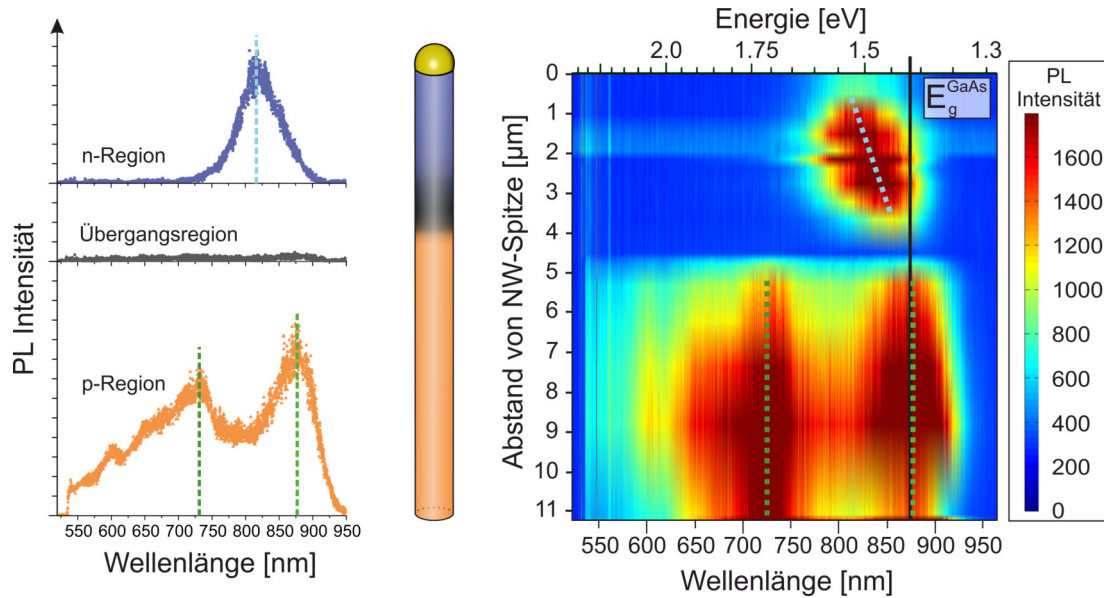 PL Intensität
n-Region
Übergangsregion
p-Region
500 600 650 700 750 800 850 900 950
Wellenlänge [nm]
Energie [eV]
2.0 1.75 1.5 1.3
E_g^GaAs
Abstand von NW-Spitze [µm]
0
1
2
3
4
5
6
7
8
9
10
11
550 600 650 700 750 800 850 900 950
Wellenlänge [nm]
PL
Intensität
1600
1400
1200
1000
800
600
400
200
0